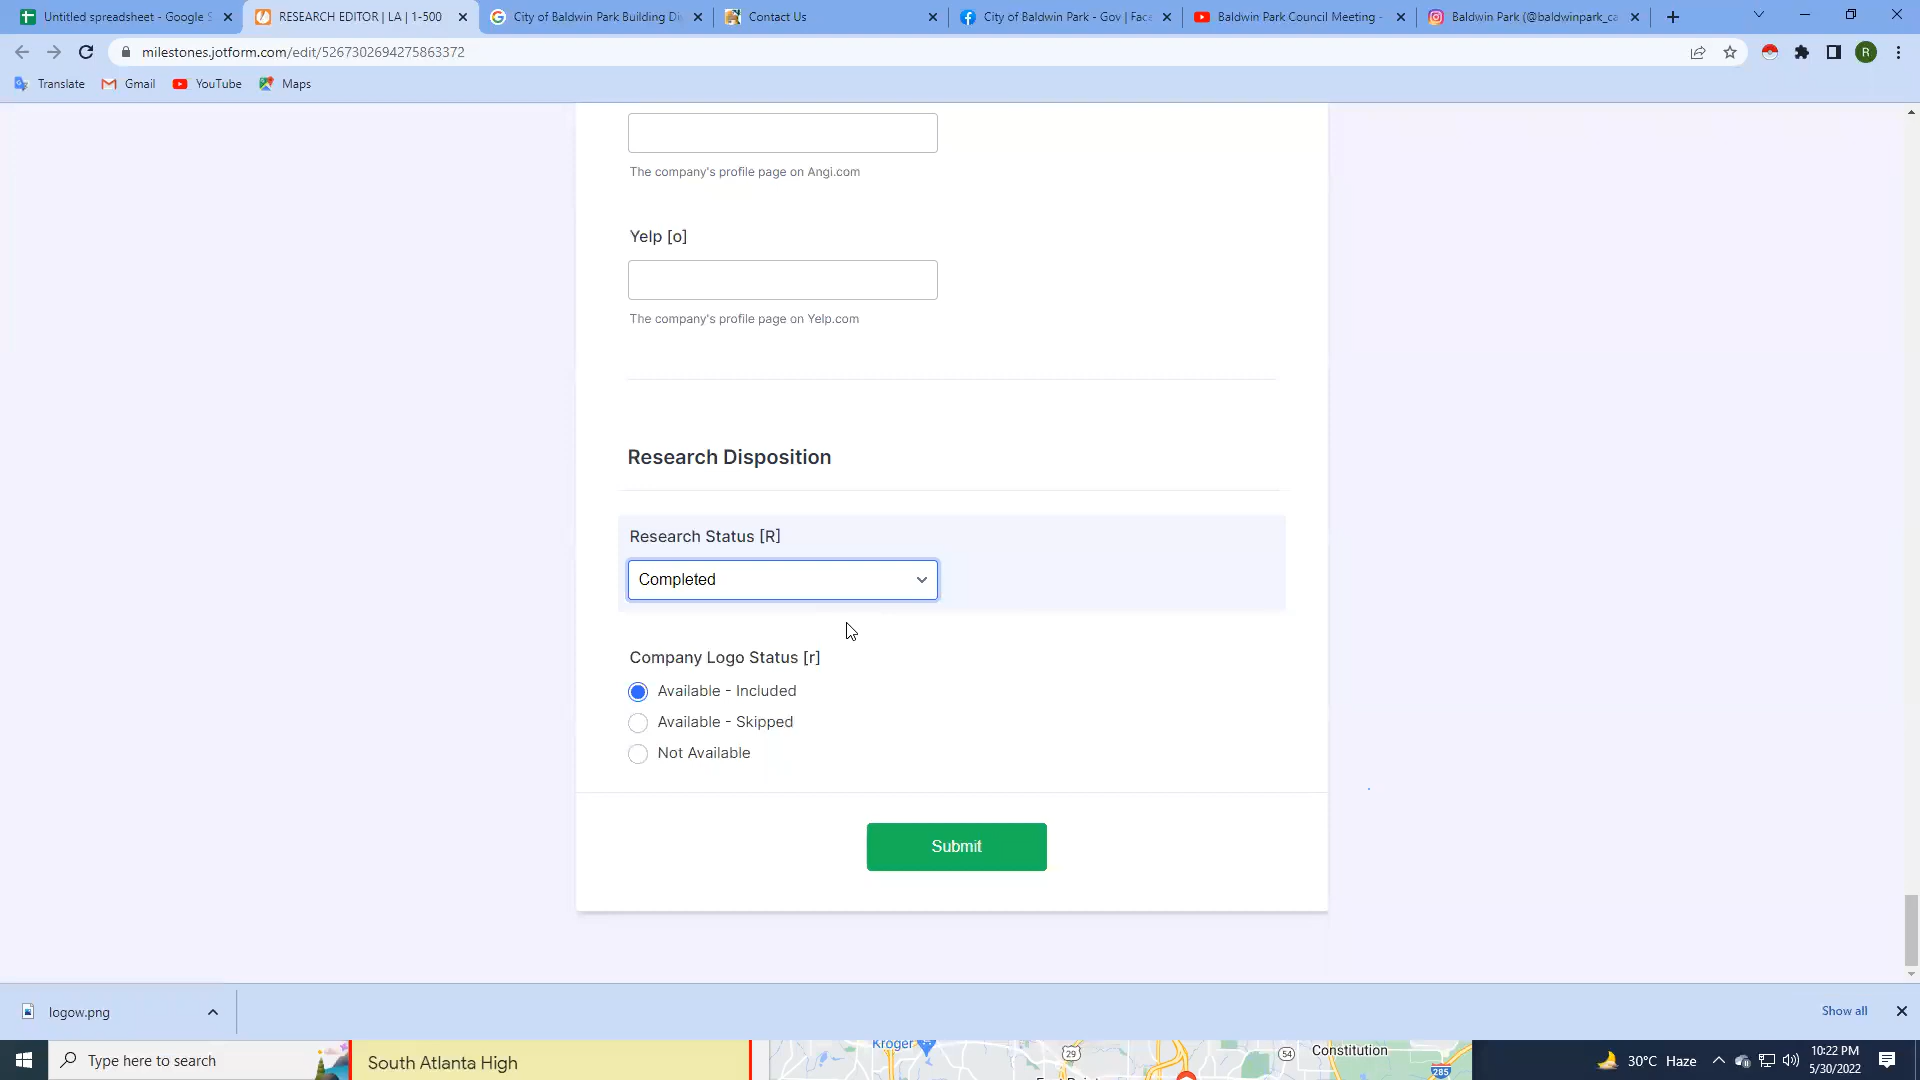 Untitled spreadsheet - Google S
RESEARCH EDITOR | LA | 1-500
City of Baldwin Park Building Di
Contact Us
City of Baldwin Park - Gov | Face
Baldwin Park Council Meeting -
Baldwin Park (@baldwinpark_ca
milestones.jotform.com/edit/5267302694275863372
R
Translate
Gmail
YouTube
Maps
The company's profile page on Angi.com
Yelp [o]
The company's profile page on Yelp.com
Research Disposition
Research Status [R]
Completed
Company Logo Status [r]
Available - Included
Available - Skipped
Not Available
Submit
logow.png
Show all
Type here to search
South Atlanta High
Kroger
29
54
Constitution
285
30°C Haze
10:22 PM
5/30/2022